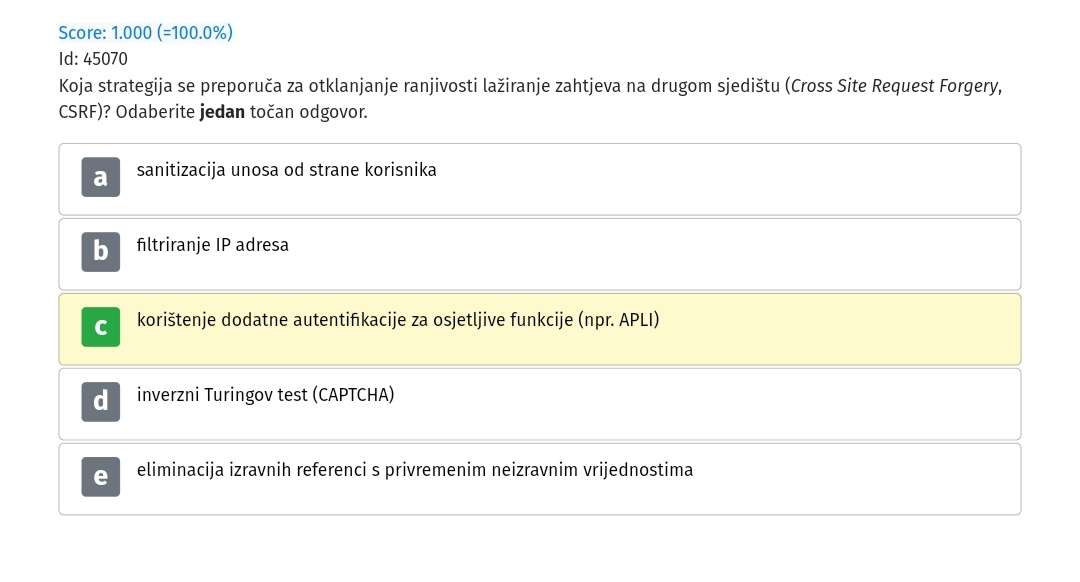 Score: 1.000 (=100.0%)
Id: 45070
Koja strategija se preporuča za otklanjanje ranjivosti lažiranje zahtjeva na drugom sjedištu (Cross Site Request Forgery,
CSRF)? Odaberite jedan točan odgovor.
a sanitizacija unosa od strane korisnika
b filtriranje IP adresa
c korištenje dodatne autentifikacije za osjetljive funkcije (npr. APLI)
d inverzni Turingov test (CAPTCHA)
e eliminacija izravnih referenci s privremenim neizravnim vrijednostima